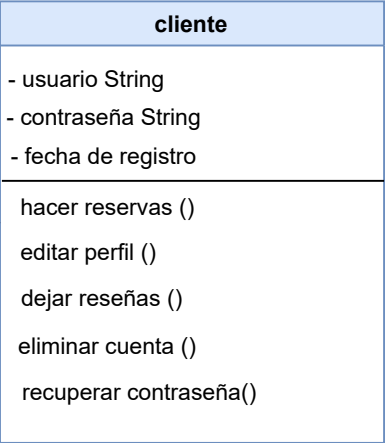 cliente
- usuario String
- contraseña String
- fecha de registro
hacer reservas ()
editar perfil ()
dejar reseñas ()
eliminar cuenta ()
recuperar contraseña()